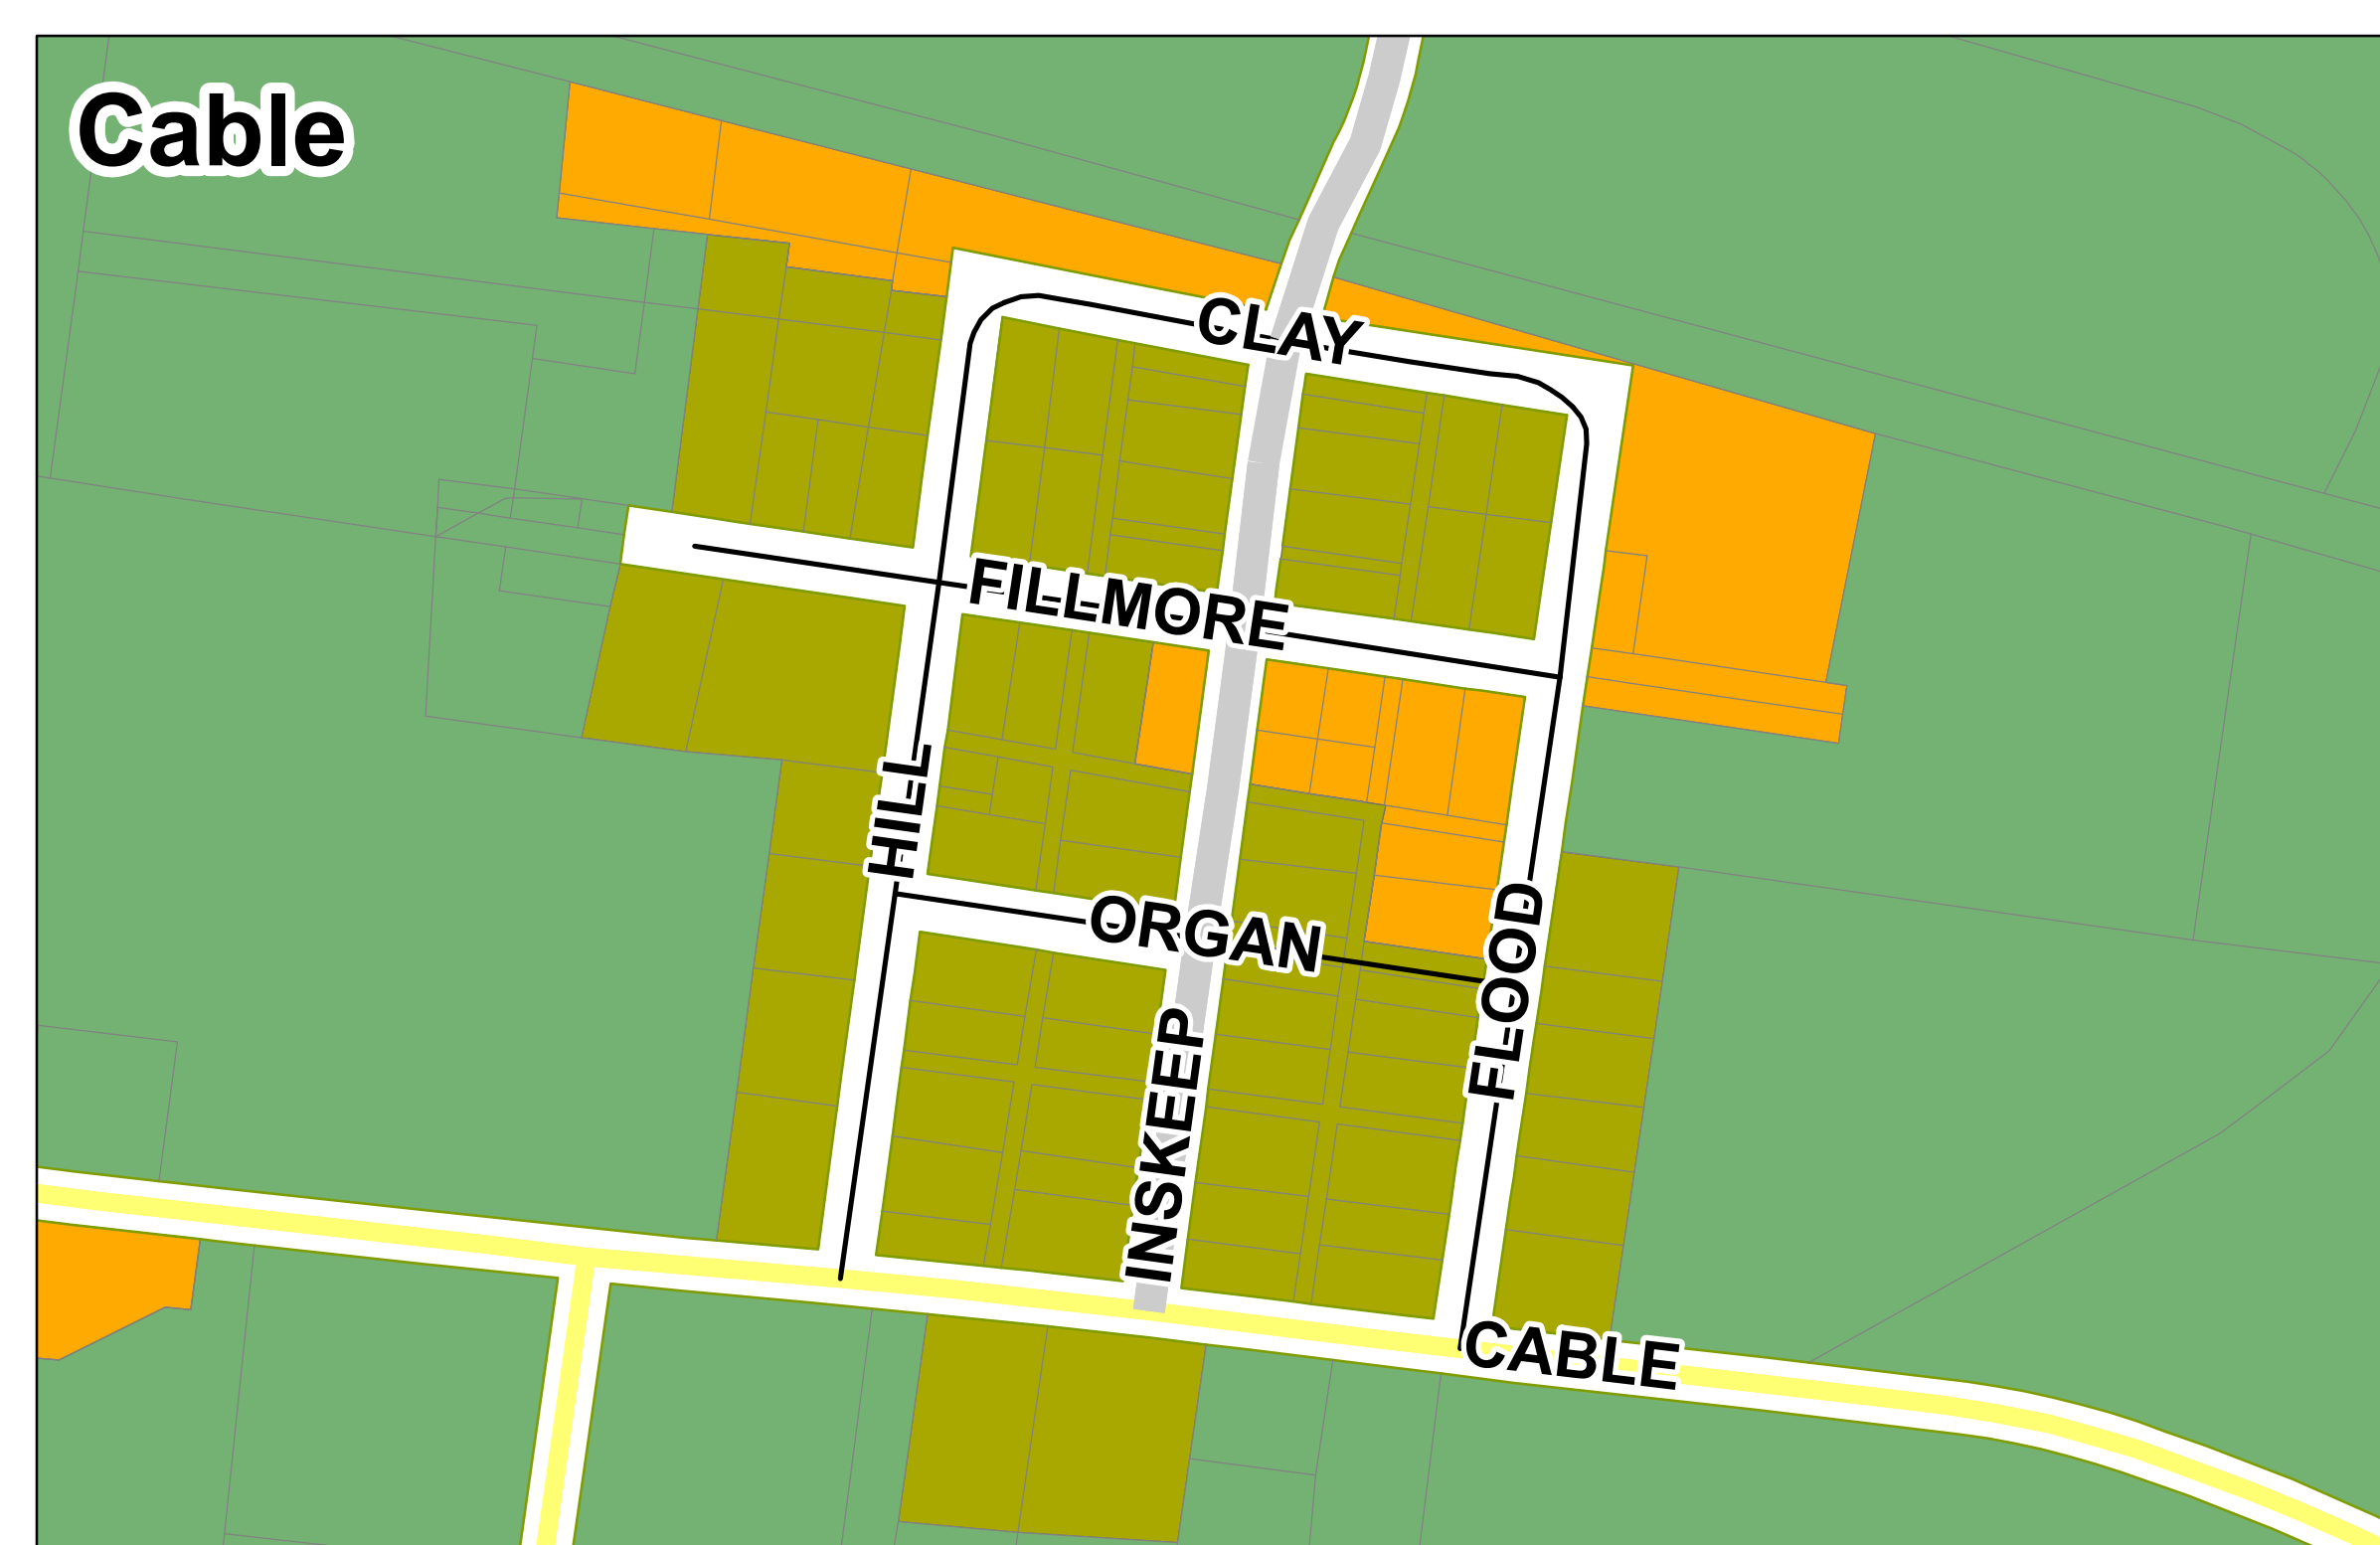 Cable
CLAY
FILLMORE
HILL
ORGAN
FLOOD
INSKEEP
CABLE